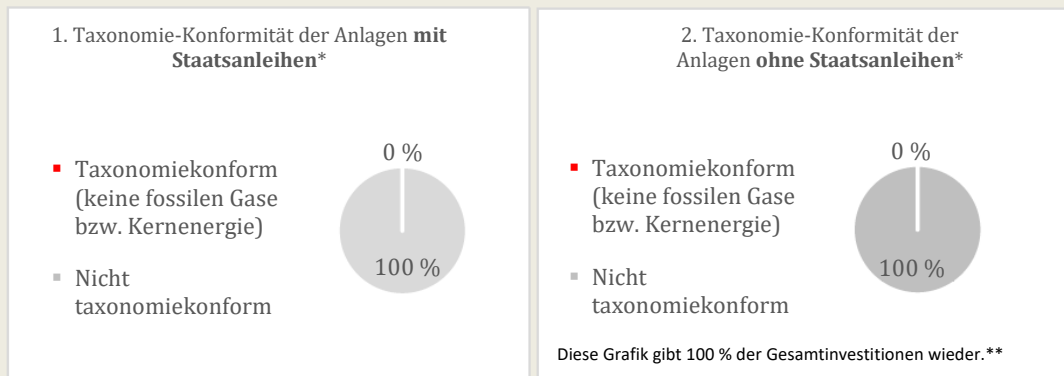 1. Taxonomie-Konformität der Anlagen mit
Staatsanleihen*
0 %
Taxonomiekonform
(keine fossilen Gase
bzw. Kernenergie)
100 %
Nicht
taxonomiekonform
2. Taxonomie-Konformität der
Anlagen ohne Staatsanleihen*
0 %
Taxonomiekonform
(keine fossilen Gase
bzw. Kernenergie)
100 %
Nicht
taxonomiekonform
Diese Grafik gibt 100 % der Gesamtinvestitionen wieder.**